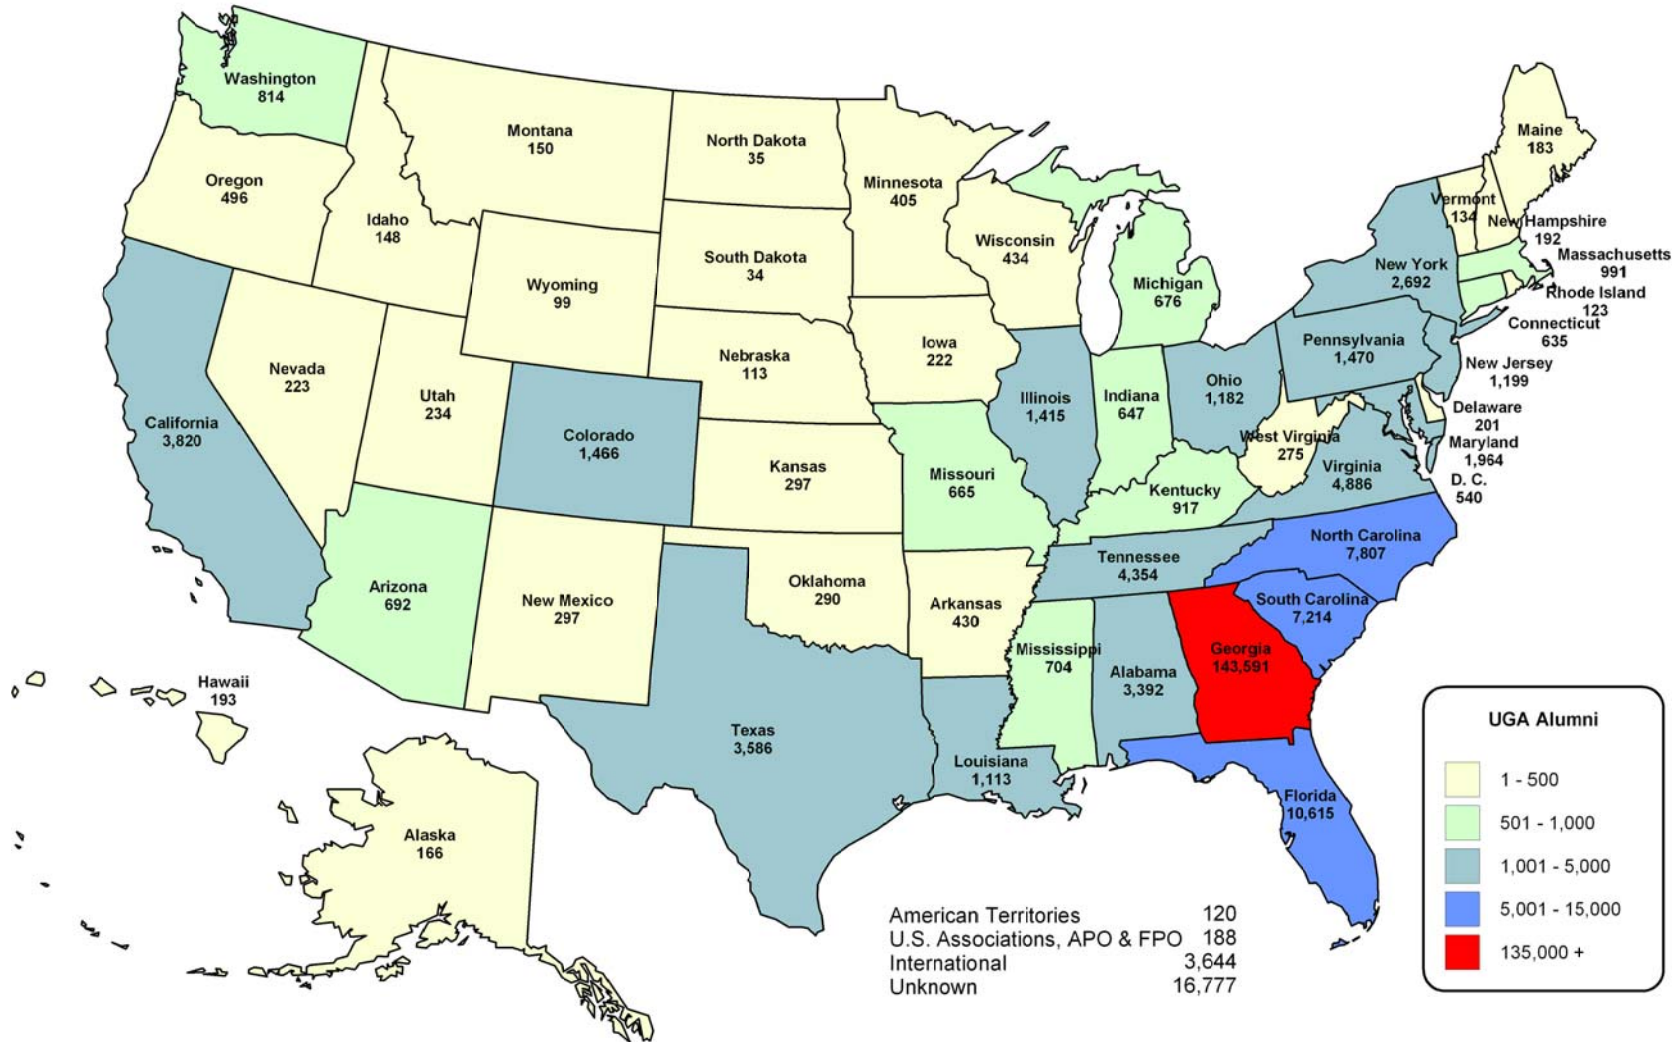 Washington
814
Oregon
496
California
3,820
Nevada
223
Idaho
148
Montana
150
Wyoming
99
Utah
234
Colorado
1,466
Arizona
692
New Mexico
297
North Dakota
35
South Dakota
34
Nebraska
113
Kansas
297
Oklahoma
290
Texas
3,586
Minnesota
405
Iowa
222
Missouri
665
Arkansas
430
Louisiana
1,113
Wisconsin
434
Illinois
1,415
Michigan
676
Indiana
647
Ohio
1,182
Kentucky
917
Tennessee
4,354
Mississippi
704
Alabama
3,392
Georgia
143,591
Florida
10,615
South Carolina
7,214
North Carolina
7,807
Virginia
4,886
West Virginia
275
Pennsylvania
1,470
New York
2,692
Vermont
134
Maine
183
New Hampshire
192
Massachusetts
991
Rhode Island
123
Connecticut
635
New Jersey
1,199
Delaware
201
Maryland
1,964
D. C.
540
Hawaii
193
Alaska
166
American Territories 120
U.S. Associations, APO & FPO 188
International 3,644
Unknown 16,777
UGA Alumni
1 - 500
501 - 1,000
1,001 - 5,000
5,001 - 15,000
135,000 +